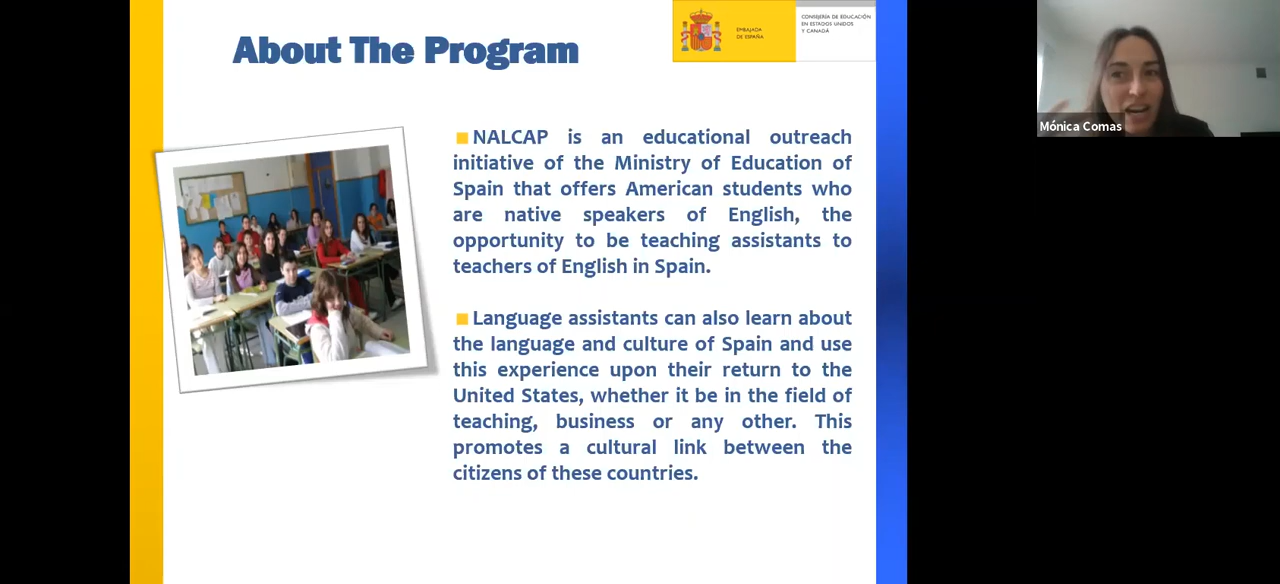 About The Program
EMBAJADA
DE ESPAÑA
CONSEJERÍA DE EDUCACIÓN
EN ESTADOS UNIDOS
Y CANADÁ
Mónica Comas
NALCAP is an educational outreach
initiative of the Ministry of Education of
Spain that offers American students who
are native speakers of English, the
opportunity to be teaching assistants to
teachers of English in Spain.
Language assistants can also learn about
the language and culture of Spain and use
this experience upon their return to the
United States, whether it be in the field of
teaching, business or any other. This
promotes a cultural link between the
citizens of these countries.